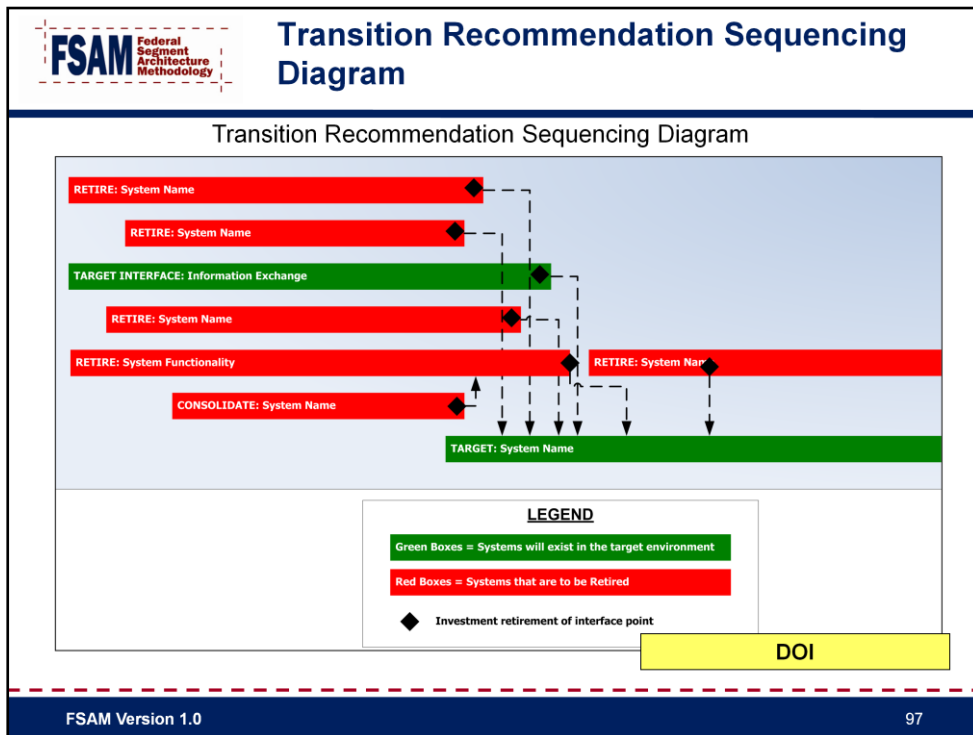 FSAM
Federal
Segment
Architecture
Methodology
Transition Recommendation Sequencing
Diagram
Transition Recommendation Sequencing Diagram
RETIRE: System Name
RETIRE: System Name
TARGET INTERFACE: Information Exchange
RETIRE: System Name
RETIRE: System Functionality
RETIRE: System Name
CONSOLIDATE: System Name
TARGET: System Name
LEGEND
Green Boxes = Systems will exist in the target environment
Red Boxes = Systems that are to be Retired
Investment retirement of interface point
DOI
FSAM Version 1.0
97